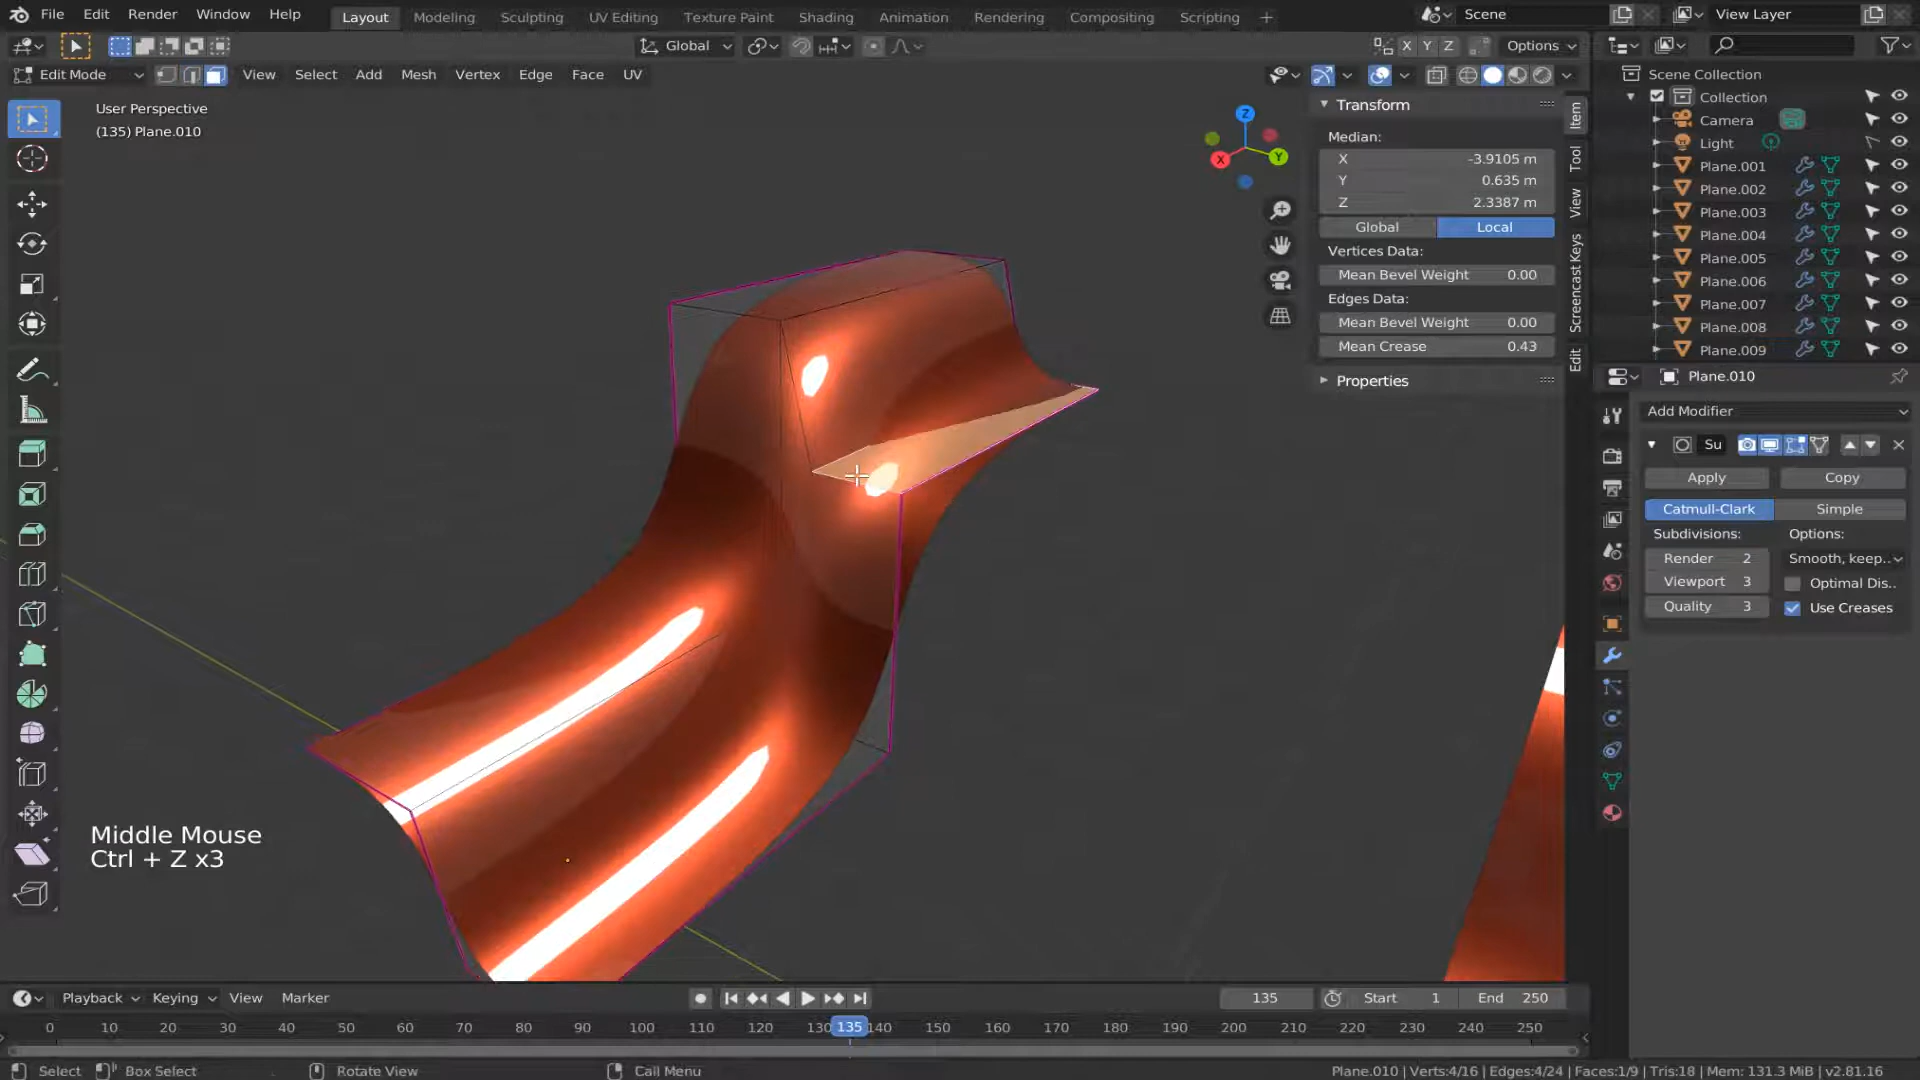 File Edit Render Window Help Layout Modeling Sculpting UV Editing Texture Paint Shading Animation Rendering Compositing Scripting + Scene View Layer
Global X Y Z Options
Edit Mode View Select Add Mesh Vertex Edge Face UV
User Perspective
(135) Plane.010
Z
Y
X
Transform
Median:
X -3.9105 m
Y 0.635 m
Z 2.3387 m
Global Local
Vertices Data:
Mean Bevel Weight 0.00
Edges Data:
Mean Bevel Weight 0.00
Mean Crease 0.43
Properties
Item
Tool
View
Screencast Keys
Edit
Scene Collection
Collection
Camera
Light
Plane.001
Plane.002
Plane.003
Plane.004
Plane.005
Plane.006
Plane.007
Plane.008
Plane.009
Plane.010
Add Modifier
Su
Apply Copy
Catmull-Clark Simple
Subdivisions: Options:
Render 2 Smooth, keep..
Viewport 3 Optimal Dis..
Quality 3 Use Creases
Middle Mouse
Ctrl + Z x3
Playback Keying View Marker 135 Start 1 End 250
0 10 20 30 40 50 60 70 80 90 100 110 120 130 135 140 150 160 170 180 190 200 210 220 230 240 250
Select Box Select Rotate View Call Menu Plane.010 | Verts:4/16 | Edges:4/24 | Faces:1/9 | Tris:18 | Mem: 131.3 MiB | v2.81.16